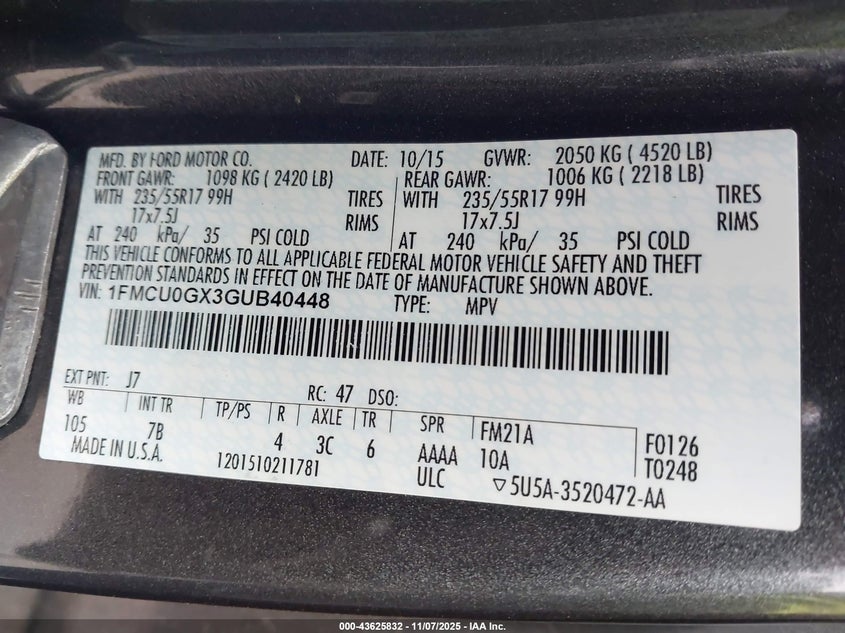 MFD. BY FORD MOTOR CO. DATE: 10/15 GVWR: 2050 KG ( 4520 LB)
FRONT GAWR: 1098 KG ( 2420 LB) REAR GAWR: 1006 KG ( 2218 LB)
WITH 235/55R17 99H TIRES WITH 235/55R17 99H TIRES
17x7.5J RIMS 17x7.5J RIMS
AT 240 kPa/ 35 PSI COLD AT 240 kPa/ 35 PSI COLD
THIS VEHICLE CONFORMS TO ALL APPLICABLE FEDERAL MOTOR VEHICLE SAFETY AND THEFT
PREVENTION STANDARDS IN EFFECT ON THE DATE OF MANUFACTURE SHOWN ABOVE.
VIN: 1FMCU0GX3GUB40448 TYPE: MPV
EXT PNT: J7 RC: 47 DSO:
WB INT TR TP/PS R AXLE TR SPR FM21A F0126
105 7B 4 3C 6 AAAA 10A T0248
MADE IN U.S.A. 1201510211781 ULC ▽5U5A-3520472-AA
000-43625832 - 11/07/2025 - IAA Inc.